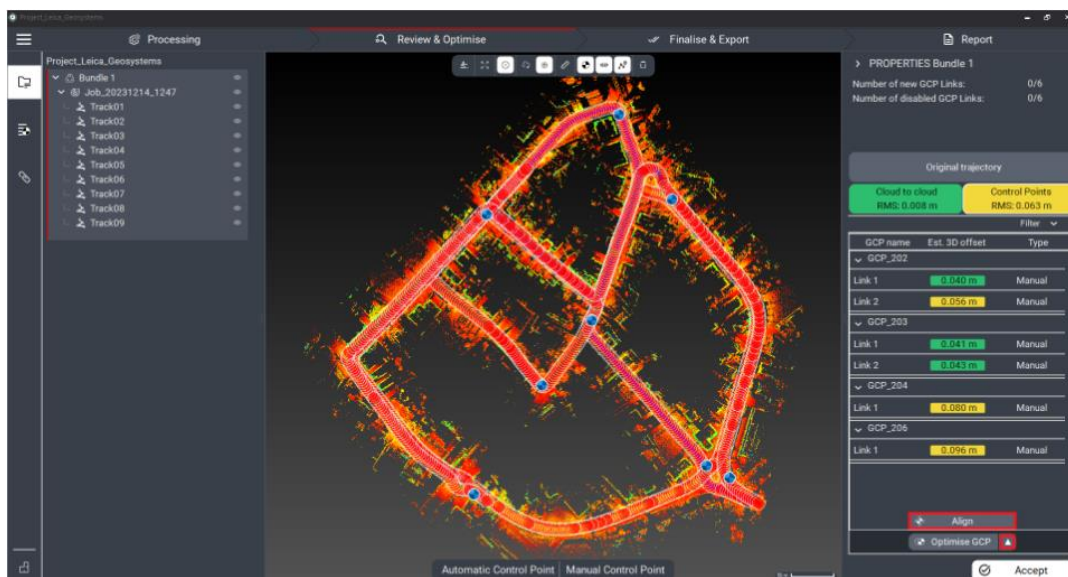 Project_Leica_Geosystems
Processing
Review & Optimise
Finalise & Export
Report
Project_Leica_Geosystems
Bundle 1
Job_20231214_1247
Track01
Track02
Track03
Track04
Track05
Track06
Track07
Track08
Track09
PROPERTIES Bundle 1
Number of new GCP Links: 0/6
Number of disabled GCP Links: 0/6
Original trajectory
Cloud to cloud Control Points
RMS: 0.008 m RMS: 0.063 m
Filter
GCP name Est. 3D offset Type
GCP_202
Link 1 0.040 m Manual
Link 2 0.056 m Manual
GCP_203
Link 1 0.041 m Manual
Link 2 0.043 m Manual
GCP_204
Link 1 0.080 m Manual
GCP_206
Link 1 0.096 m Manual
Align
Optimise GCP
Automatic Control Point Manual Control Point
Accept